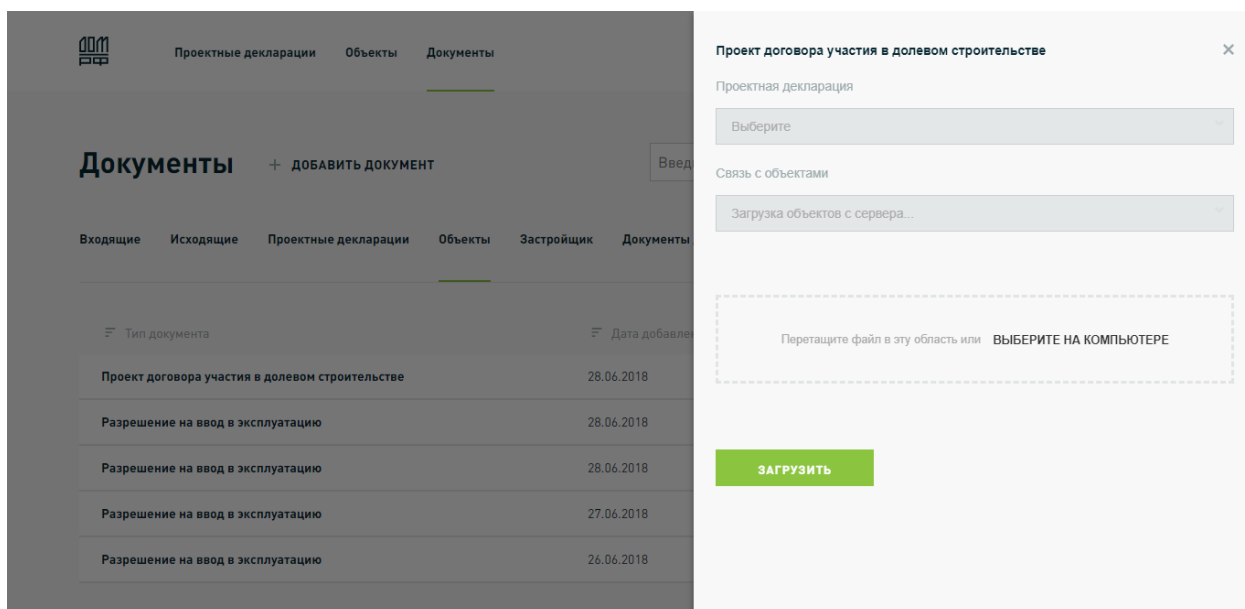 ДОМ
РФ
Проектные декларации Объекты Документы
Документы + ДОБАВИТЬ ДОКУМЕНТ
Введ
Входящие Исходящие Проектные декларации Объекты Застройщик Документы
Тип документа Дата добавлен
Проект договора участия в долевом строительстве 28.06.2018
Разрешение на ввод в эксплуатацию 28.06.2018
Разрешение на ввод в эксплуатацию 28.06.2018
Разрешение на ввод в эксплуатацию 27.06.2018
Разрешение на ввод в эксплуатацию 26.06.2018
Проект договора участия в долевом строительстве ×
Проектная декларация
Выберите
Связь с объектами
Загрузка объектов с сервера...
Перетащите файл в эту область или ВЫБЕРИТЕ НА КОМПЬЮТЕРЕ
ЗАГРУЗИТЬ